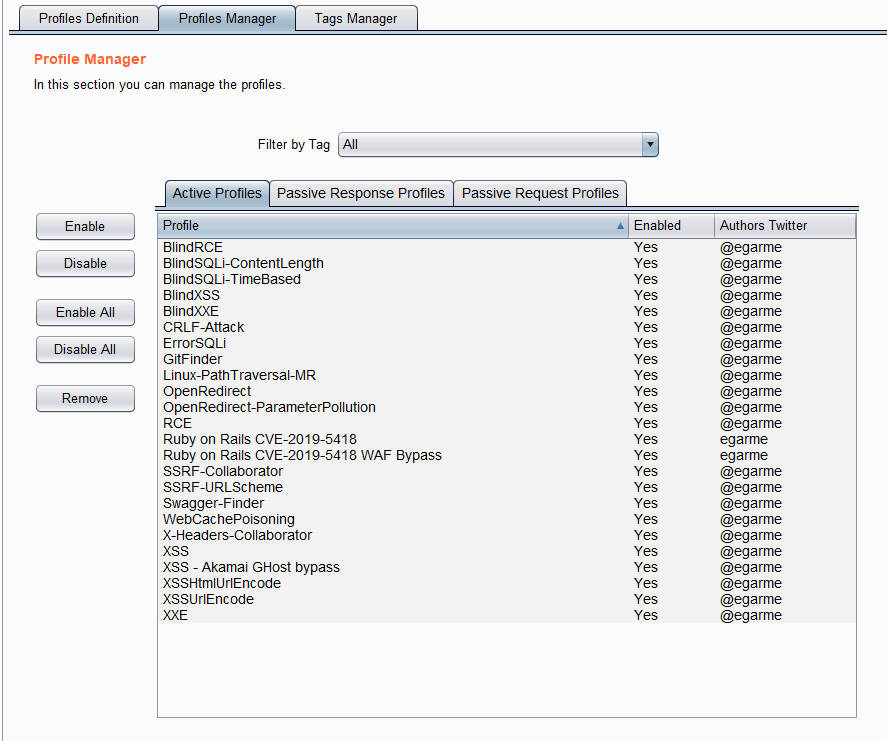 Profiles Definition Profiles Manager Tags Manager
Profile Manager
In this section you can manage the profiles.
Filter by Tag All
Active Profiles Passive Response Profiles Passive Request Profiles
Enable
Disable
Enable All
Disable All
Remove
Profile Enabled Authors Twitter
BlindRCE Yes @egarme
BlindSQLi-ContentLength Yes @egarme
BlindSQLi-TimeBased Yes @egarme
BlindXSS Yes @egarme
BlindXXE Yes @egarme
CRLF-Attack Yes @egarme
ErrorSQLi Yes @egarme
GitFinder Yes @egarme
Linux-PathTraversal-MR Yes @egarme
OpenRedirect Yes @egarme
OpenRedirect-ParameterPollution Yes @egarme
RCE Yes @egarme
Ruby on Rails CVE-2019-5418 Yes egarme
Ruby on Rails CVE-2019-5418 WAF Bypass Yes egarme
SSRF-Collaborator Yes @egarme
SSRF-URLScheme Yes @egarme
Swagger-Finder Yes @egarme
WebCachePoisoning Yes @egarme
X-Headers-Collaborator Yes @egarme
XSS Yes @egarme
XSS - Akamai GHost bypass Yes @egarme
XSSHtmlUrlEncode Yes @egarme
XSSUrlEncode Yes @egarme
XXE Yes @egarme